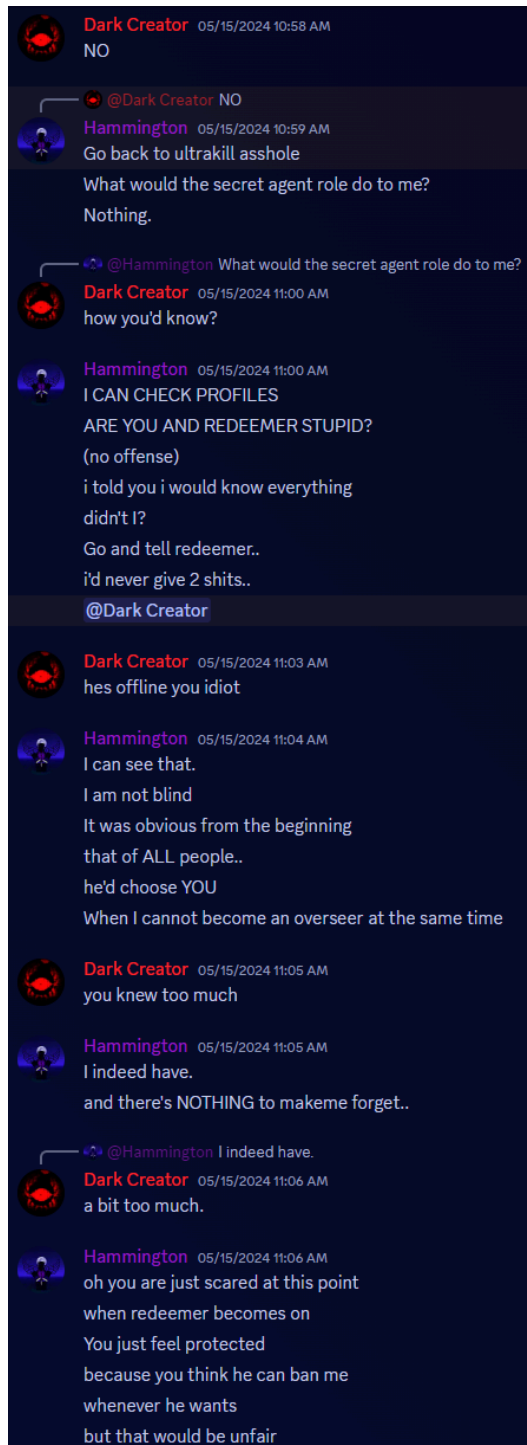 Dark Creator 05/15/2024 10:58 AM
NO
@Dark Creator NO
Hammington 05/15/2024 10:59 AM
Go back to ultrakill asshole
What would the secret agent role do to me?
Nothing.
@Hammington What would the secret agent role do to me?
Dark Creator 05/15/2024 11:00 AM
how you'd know?
Hammington 05/15/2024 11:00 AM
I CAN CHECK PROFILES
ARE YOU AND REDEEMER STUPID?
(no offense)
i told you i would know everything
didn't I?
Go and tell redeemer..
i'd never give 2 shits..
@Dark Creator
Dark Creator 05/15/2024 11:03 AM
hes offline you idiot
Hammington 05/15/2024 11:04 AM
I can see that.
I am not blind
It was obvious from the beginning
that of ALL people..
he'd choose YOU
When I cannot become an overseer at the same time
Dark Creator 05/15/2024 11:05 AM
you knew too much
Hammington 05/15/2024 11:05 AM
I indeed have.
and there's NOTHING to makeme forget..
@Hammington I indeed have.
Dark Creator 05/15/2024 11:06 AM
a bit too much.
Hammington 05/15/2024 11:06 AM
oh you are just scared at this point
when redeemer becomes on
You just feel protected
because you think he can ban me
whenever he wants
but that would be unfair